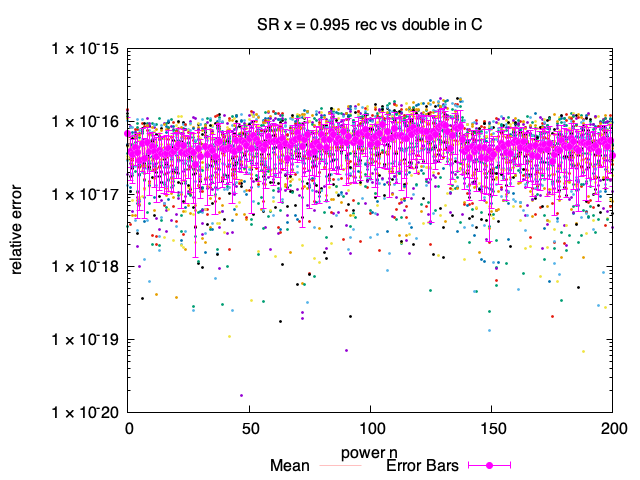 SR x = 0.995 rec vs double in C
1 × 10-15
1 × 10-16
1 × 10-17
1 × 10-18
1 × 10-19
1 × 10-20
relative error
0 50 100 150 200
power n
Mean Error Bars